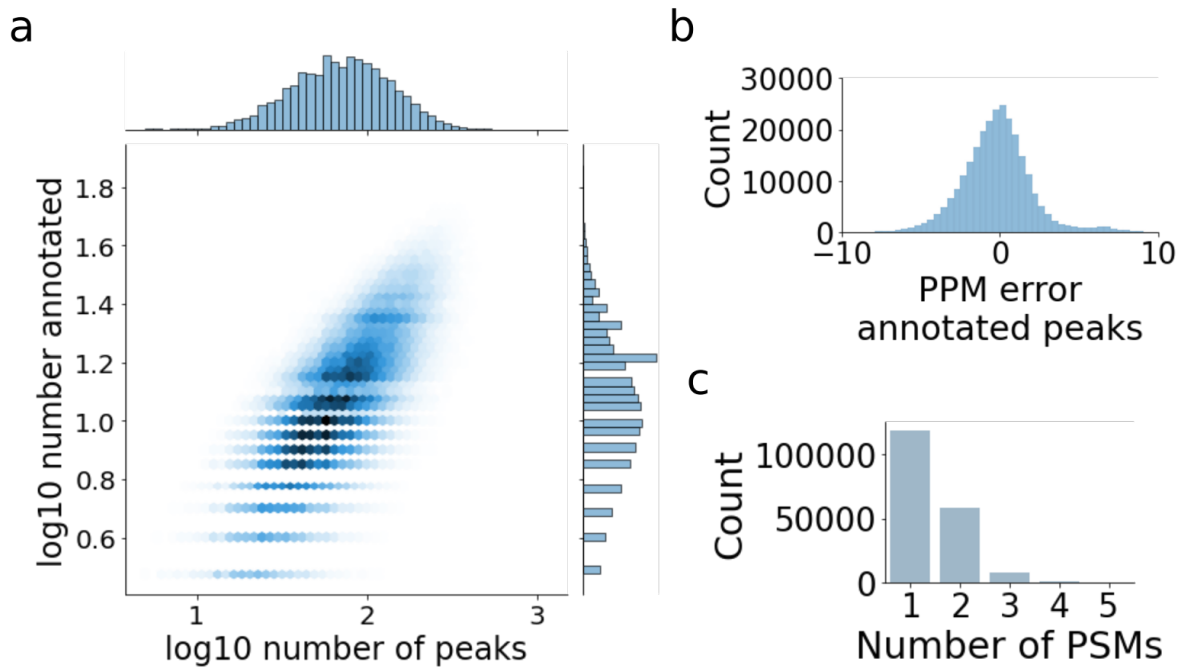 a
log10 number annotated
1.8
1.6
1.4
1.2
1.0
0.8
0.6
1
2
3
log10 number of peaks
b
Count
30000
20000
10000
0
−10
0
10
PPM error
annotated peaks
c
Count
100000
50000
0
1
2
3
4
5
Number of PSMs